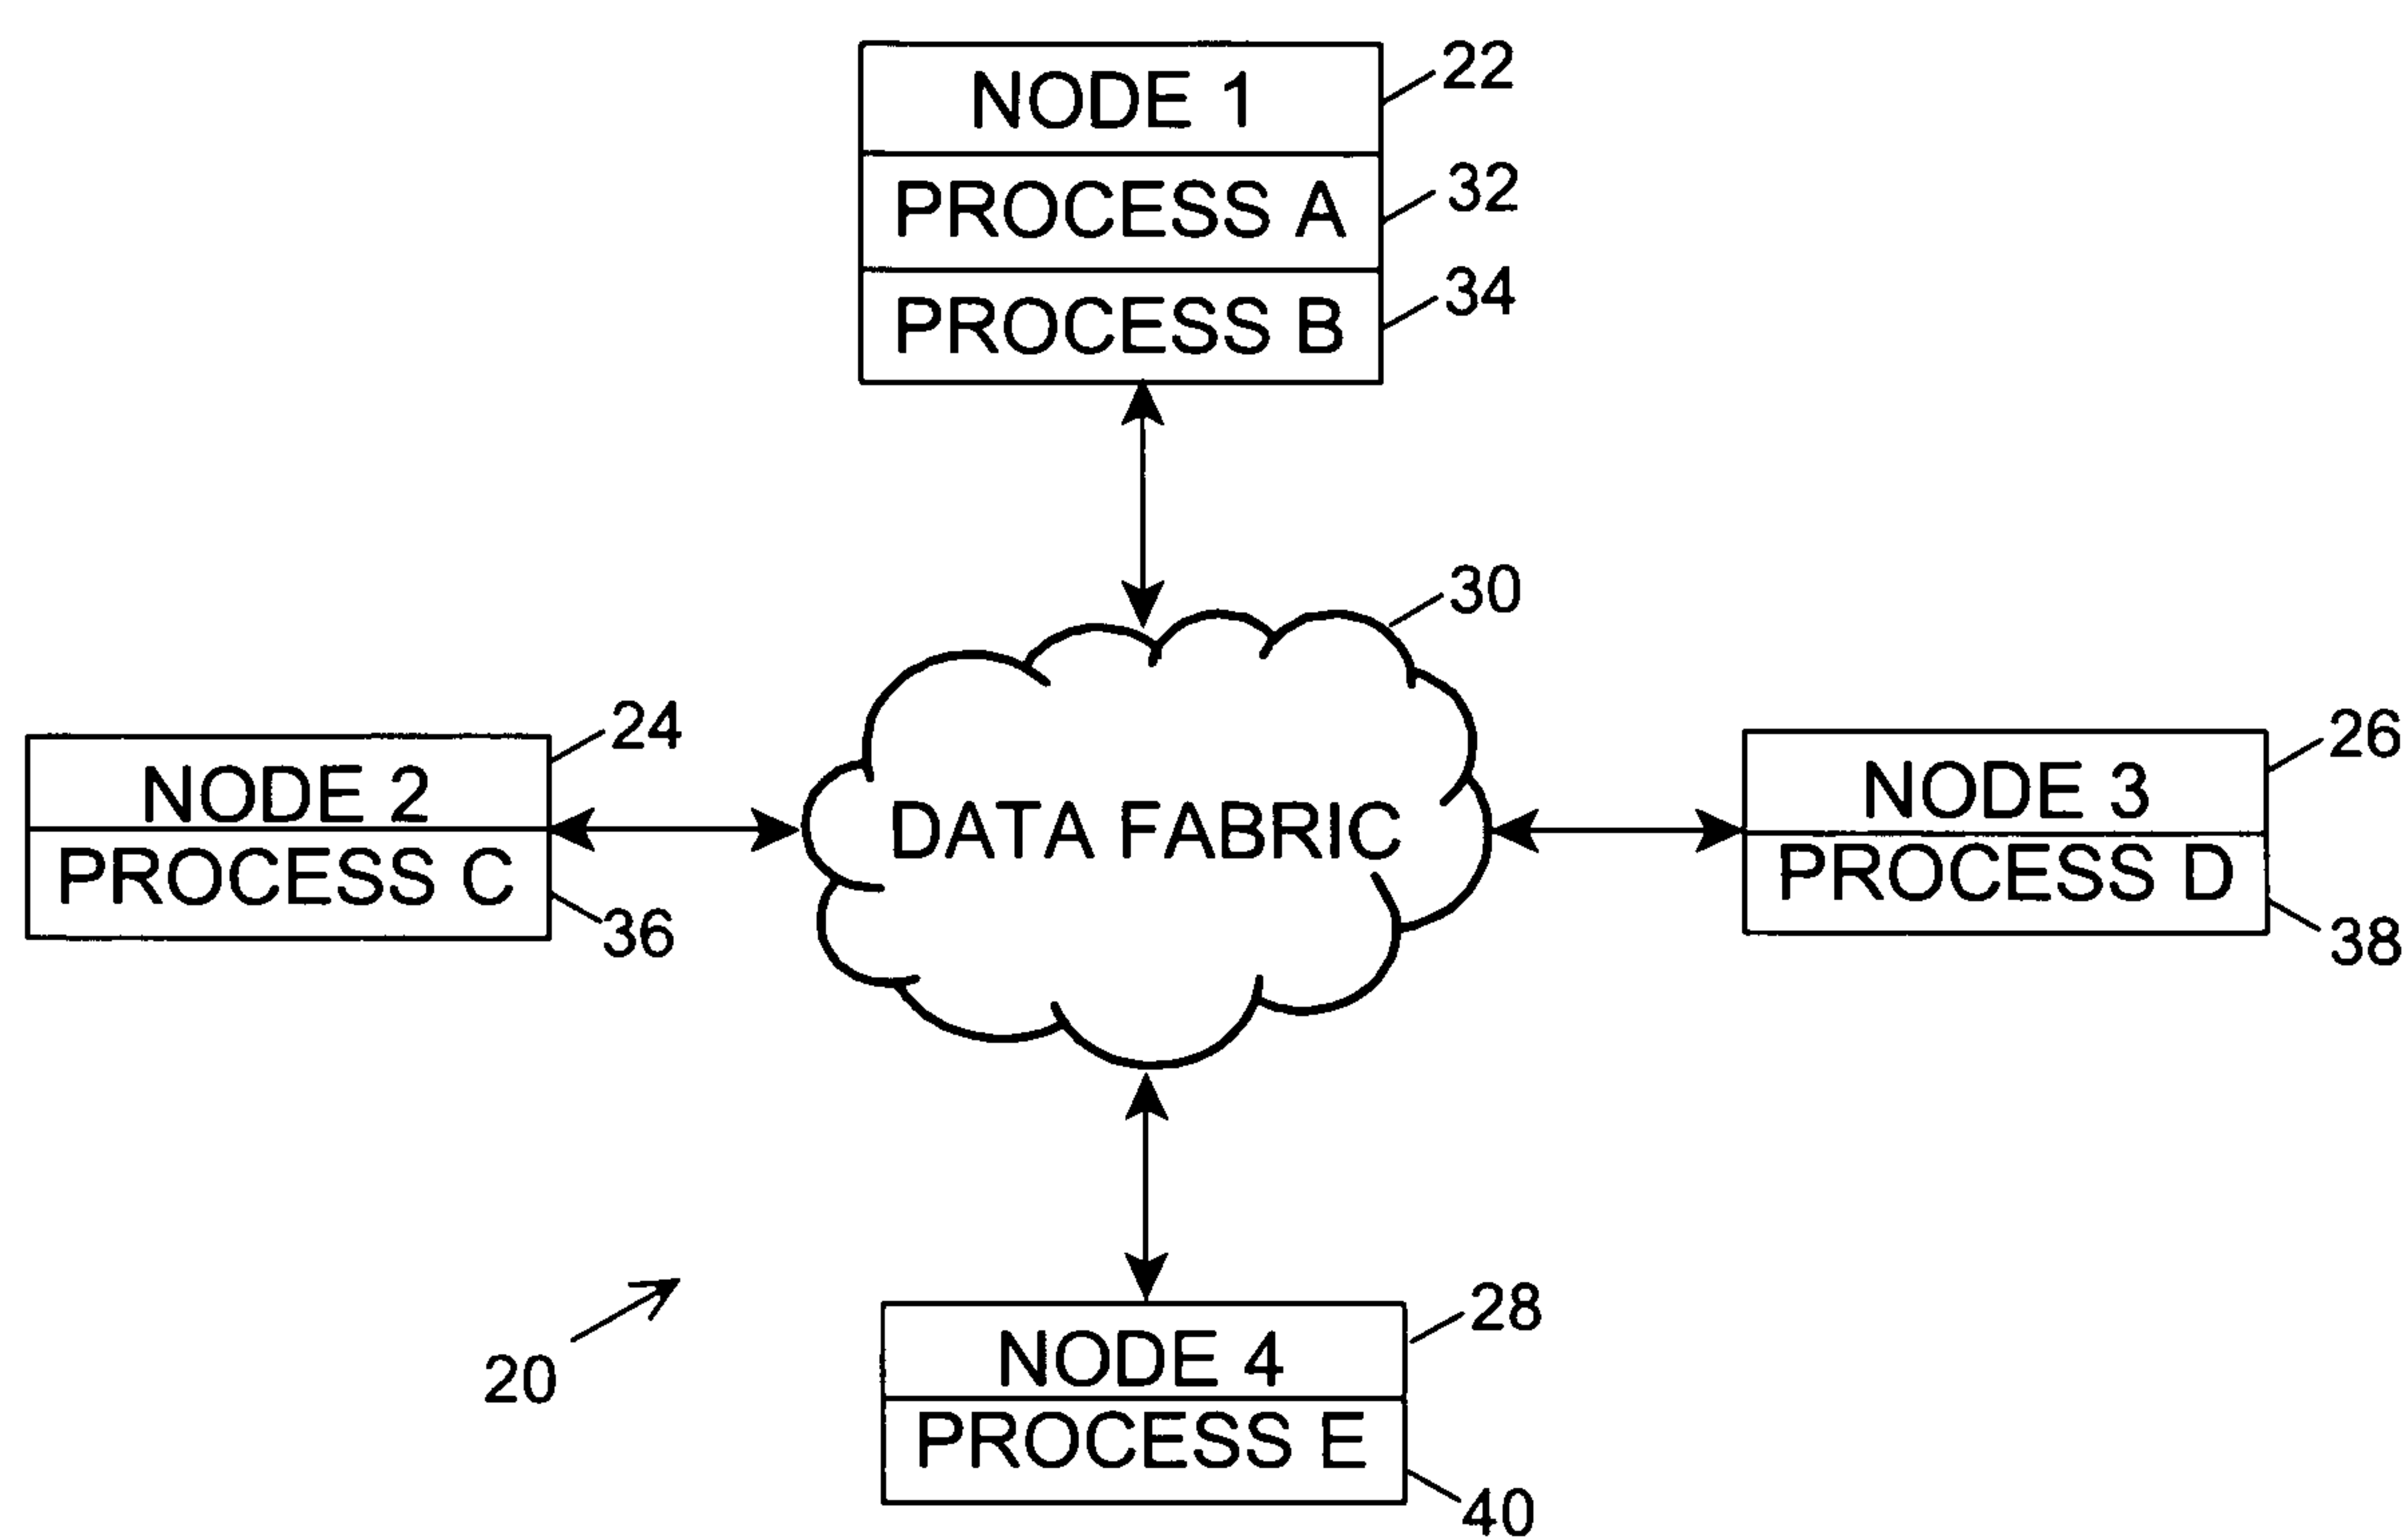 NODE 1
22
PROCESS A
32
PROCESS B
34
30
DATA FABRIC
NODE 2
24
PROCESS C
36
NODE 3
26
PROCESS D
38
NODE 4
28
PROCESS E
40
20